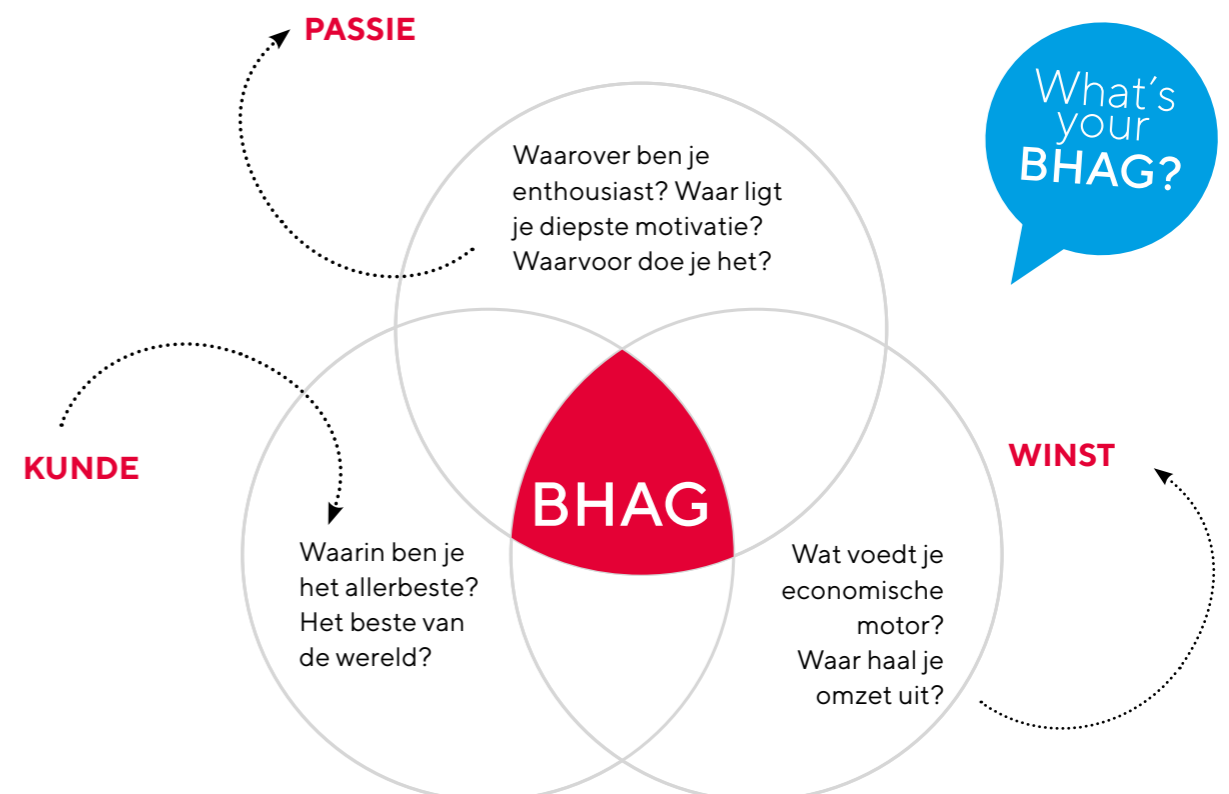 PASSIE
What's
your
BHAG?
Waarover ben je
enthousiast? Waar ligt
je diepste motivatie?
Waarvoor doe je het?
KUNDE
WINST
BHAG
Waarin ben je
het allerbeste?
Het beste van
de wereld?
Wat voedt je
economische
motor?
Waar haal je
omzet uit?